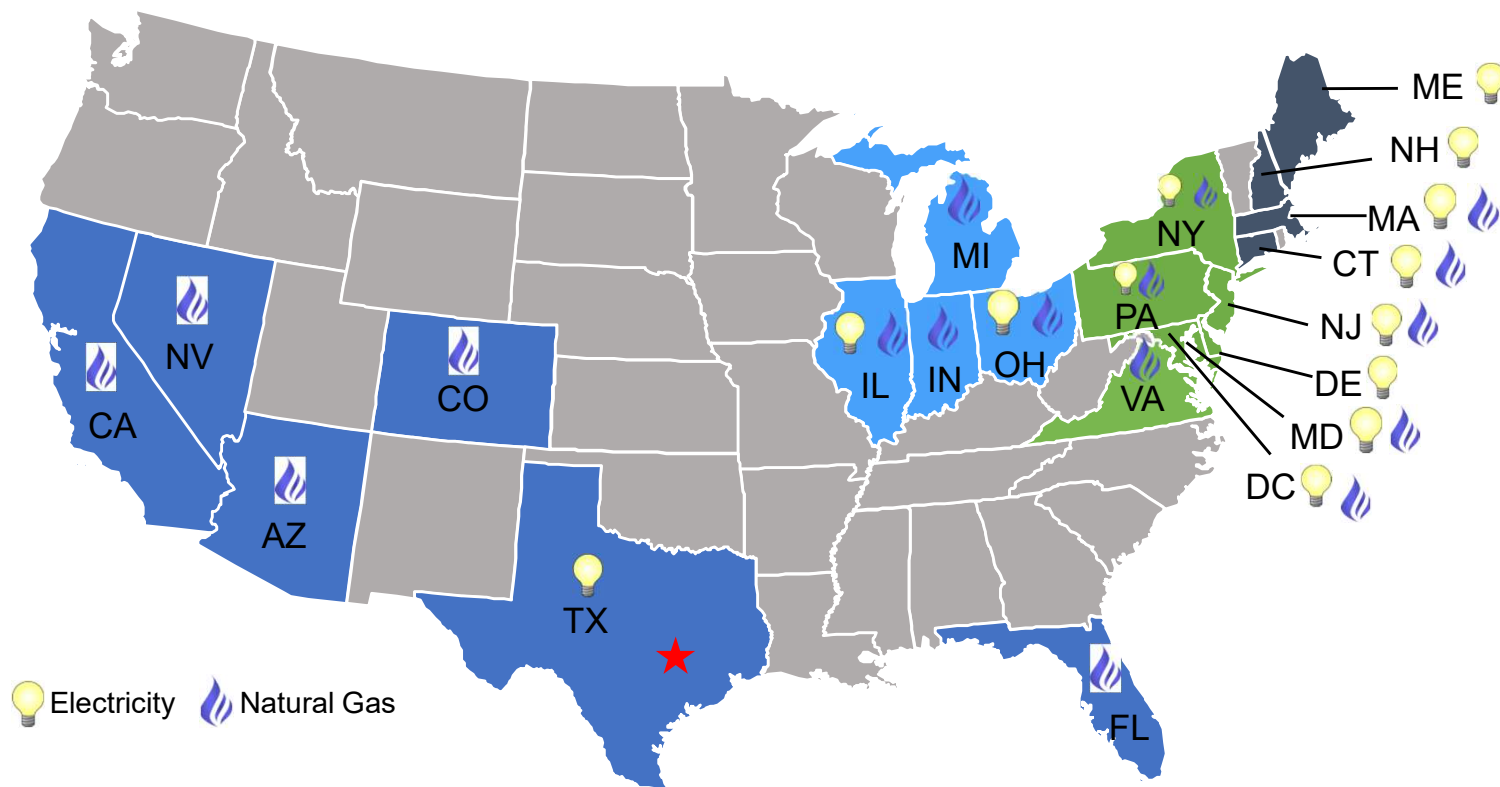 ME
NH
MA
NY
CT
MI
PA
NJ
NV
OH
DE
IL
IN
CO
VA
CA
MD
DC
AZ
TX
Electricity
Natural Gas
FL